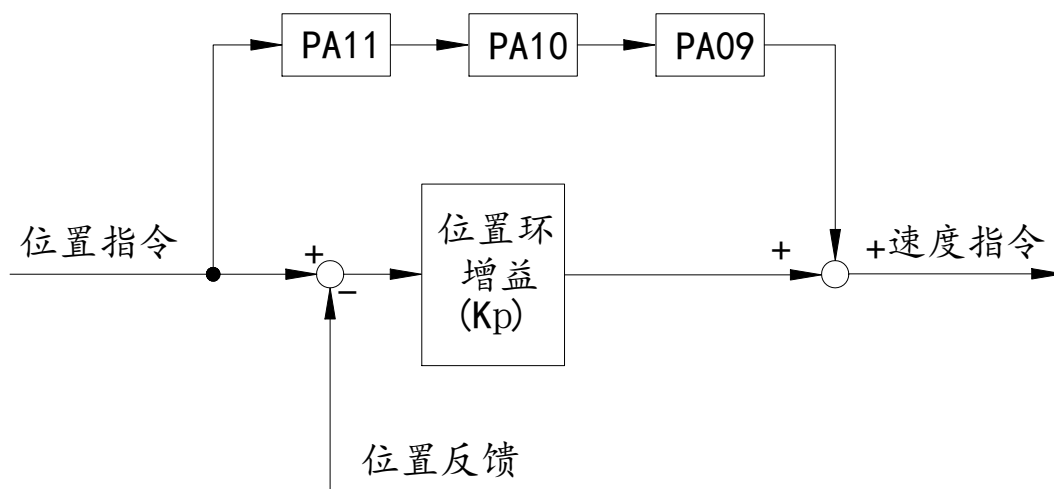 PA11
PA10
PA09
位置指令
+
−
位置环
增益
(Kp)
+
+
速度指令
位置反馈